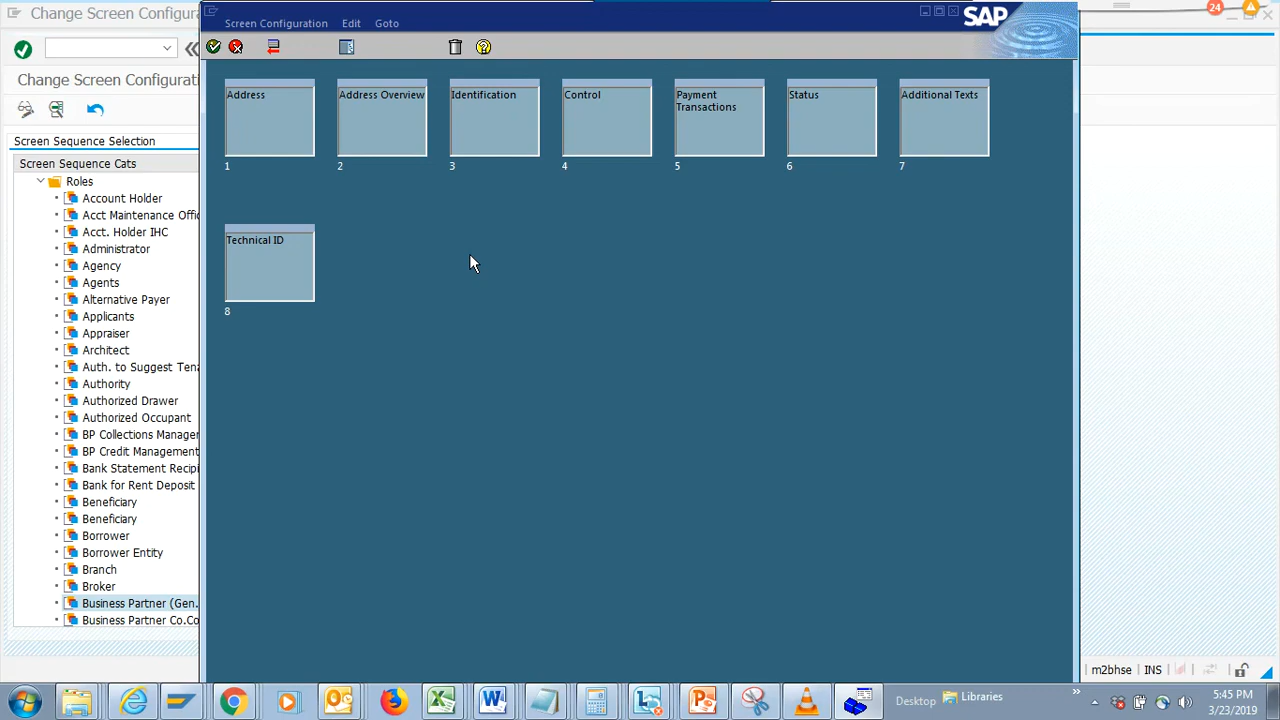 Change Screen Configurati
Screen Configuration Edit Goto
SAP
24
Change Screen Configurati
Screen Sequence Selection
Screen Sequence Cats
Roles
Account Holder
Acct Maintenance Offic
Acct. Holder IHC
Administrator
Agency
Agents
Alternative Payer
Applicants
Appraiser
Architect
Auth. to Suggest Tena
Authority
Authorized Drawer
Authorized Occupant
BP Collections Manager
BP Credit Management
Bank Statement Recipi
Bank for Rent Deposit
Beneficiary
Beneficiary
Borrower
Borrower Entity
Branch
Broker
Business Partner (Gen.
Business Partner Co.Co
Address
1
Address Overview
2
Identification
3
Control
4
Payment
Transactions
5
Status
6
Additional Texts
7
Technical ID
8
m2bhse INS
Desktop Libraries
5:45 PM
3/23/2019